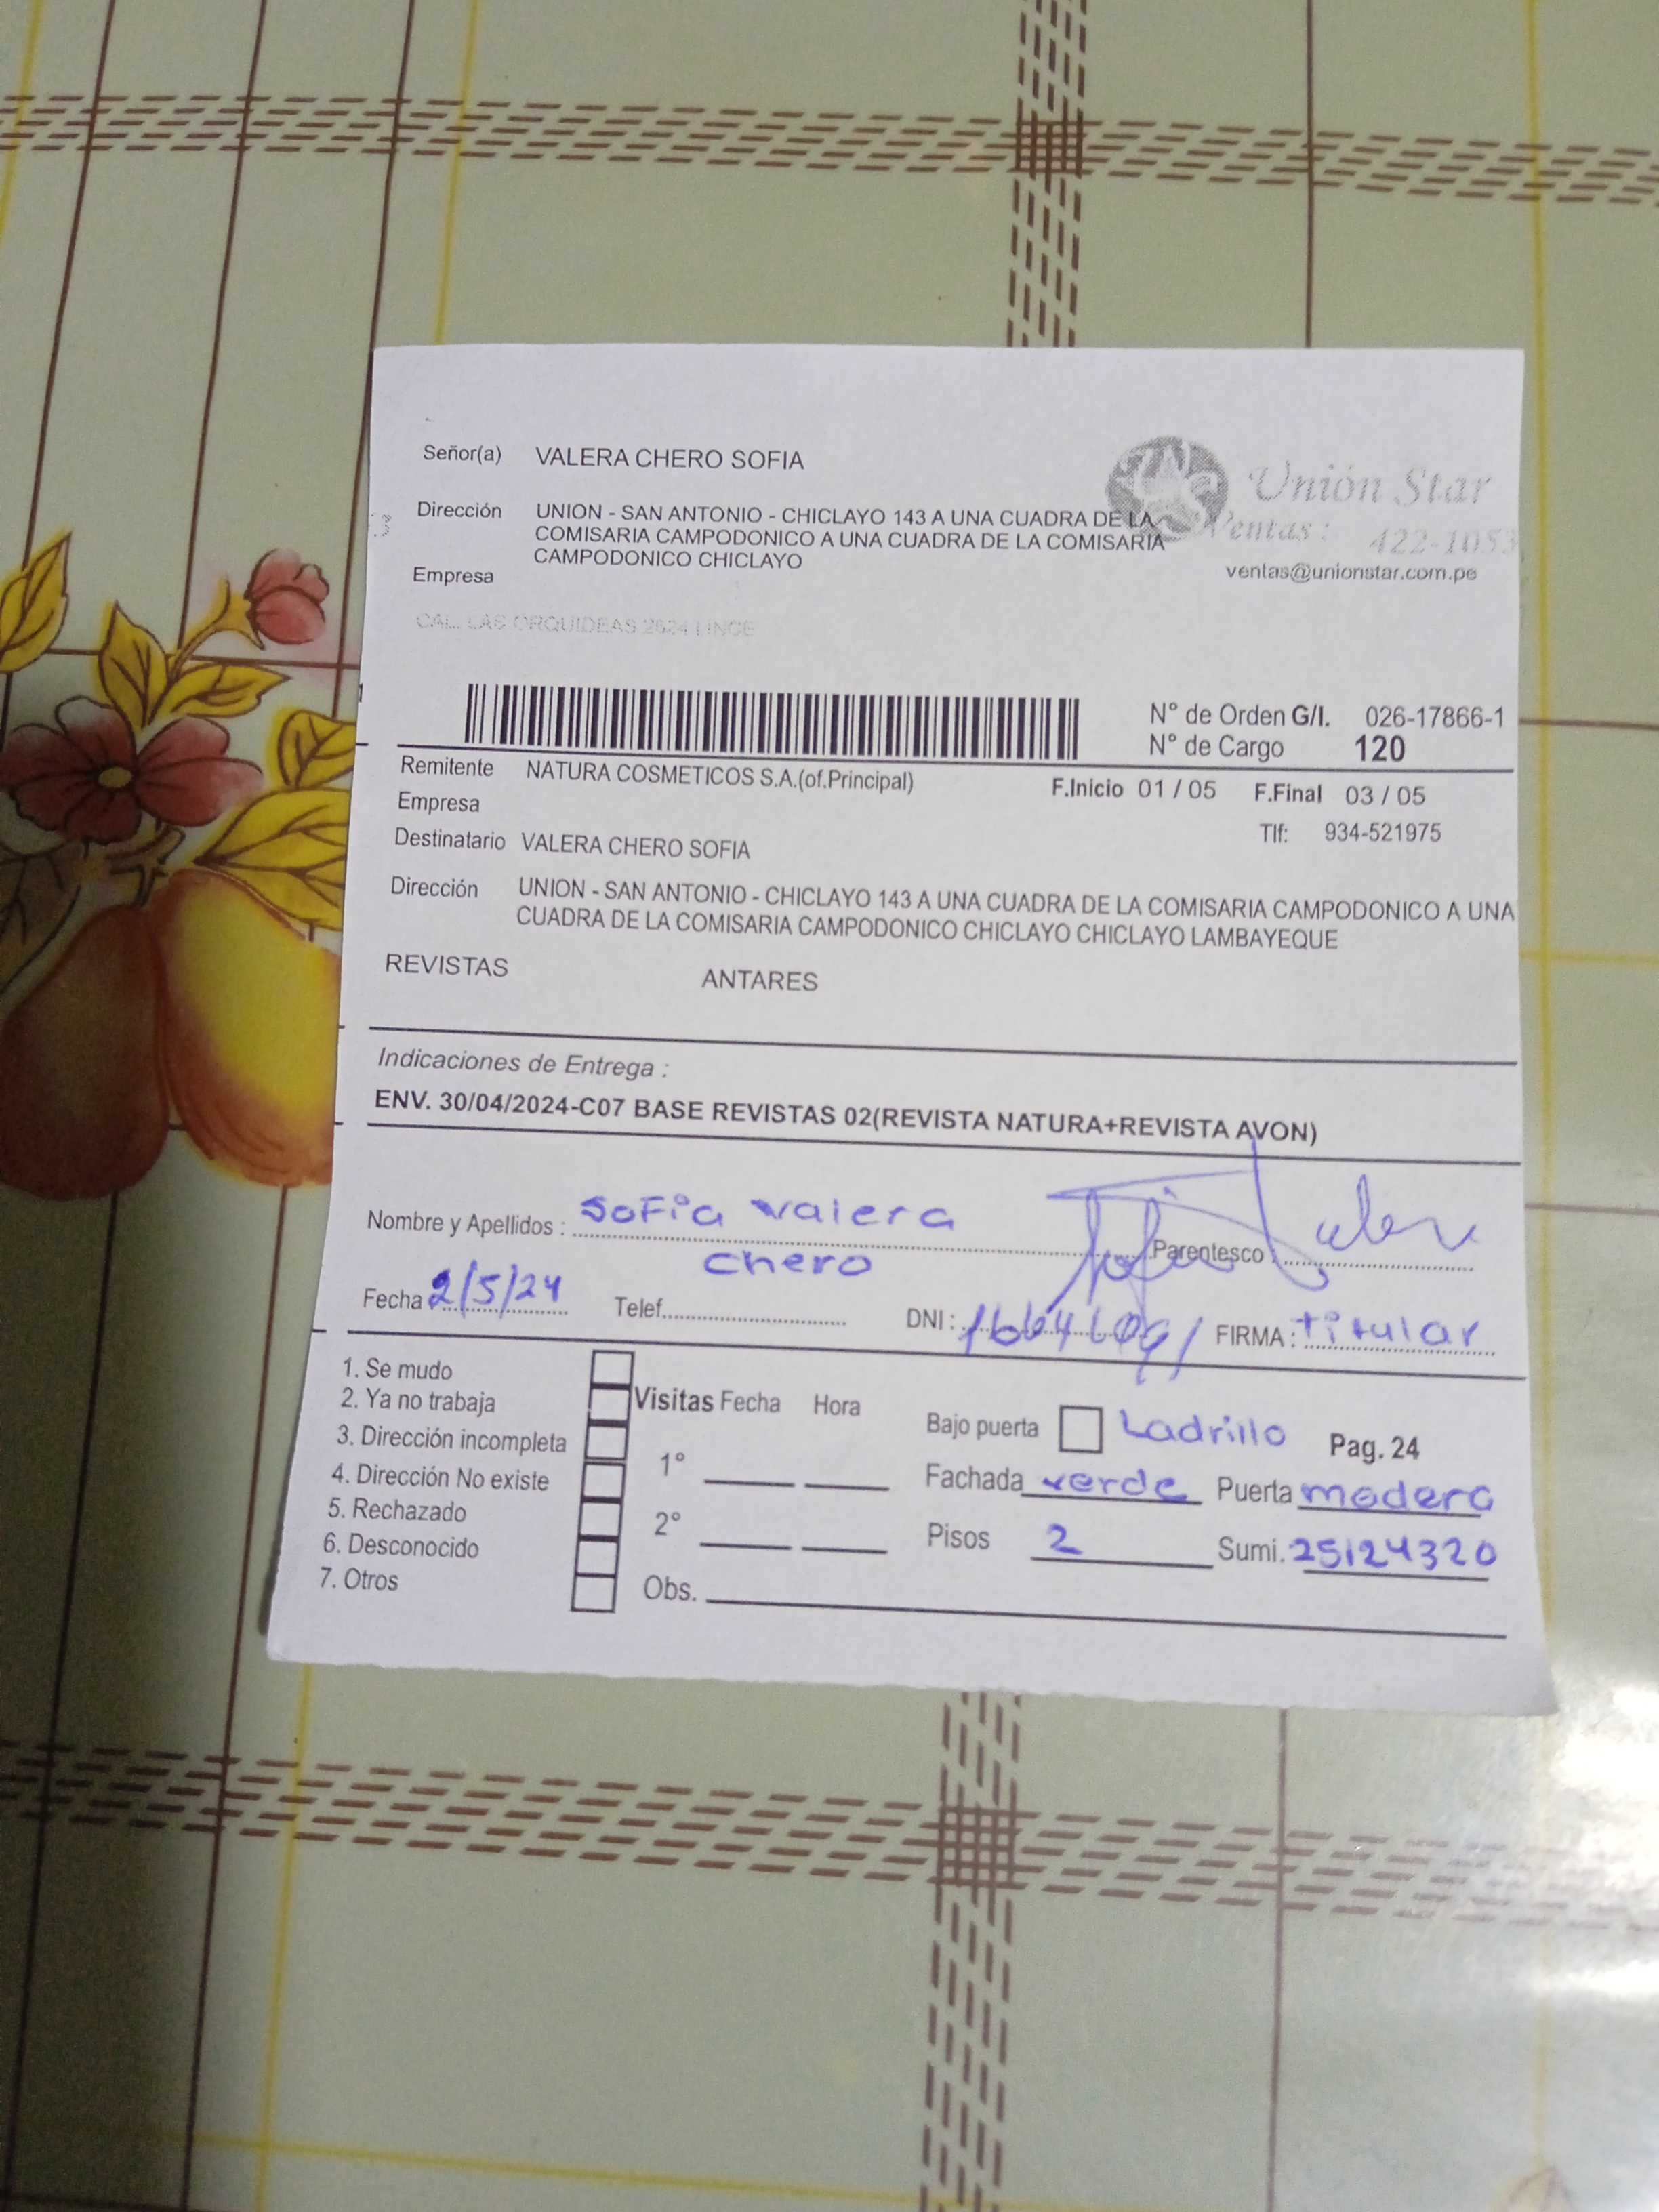 Señor(a) VALERA CHERO SOFIA
Unión Star
Dirección UNION - SAN ANTONIO - CHICLAYO 143 A UNA CUADRA DE LA
COMISARIA CAMPODONICO A UNA CUADRA DE LA COMISARIA
CAMPODONICO CHICLAYO
Ventas: 422-1053
ventas@unionstar.com.pe
Empresa
CAL. LAS ORQUIDEAS 2624 LINCE
N° de Orden G/I. 026-17866-1
N° de Cargo 120
Remitente NATURA COSMETICOS S.A.(of.Principal) F.Inicio 01 / 05 F.Final 03 / 05
Empresa
Tlf: 934-521975
Destinatario VALERA CHERO SOFIA
Dirección UNION - SAN ANTONIO - CHICLAYO 143 A UNA CUADRA DE LA COMISARIA CAMPODONICO A UNA
CUADRA DE LA COMISARIA CAMPODONICO CHICLAYO CHICLAYO LAMBAYEQUE
REVISTAS ANTARES
Indicaciones de Entrega :
ENV. 30/04/2024-C07 BASE REVISTAS 02(REVISTA NATURA+REVISTA AVON)
Nombre y Apellidos : Sofia Valera
Chero
Parentesco :
Fecha 2/5/24 Telef. DNI : FIRMA : titular
1. Se mudo
2. Ya no trabaja
3. Dirección incompleta
4. Dirección No existe
5. Rechazado
6. Desconocido
7. Otros
Visitas Fecha Hora
1°
2°
Obs.
Bajo puerta Ladrillo Pag. 24
Fachada verde Puerta madera
Pisos 2 Sumi. 25124320